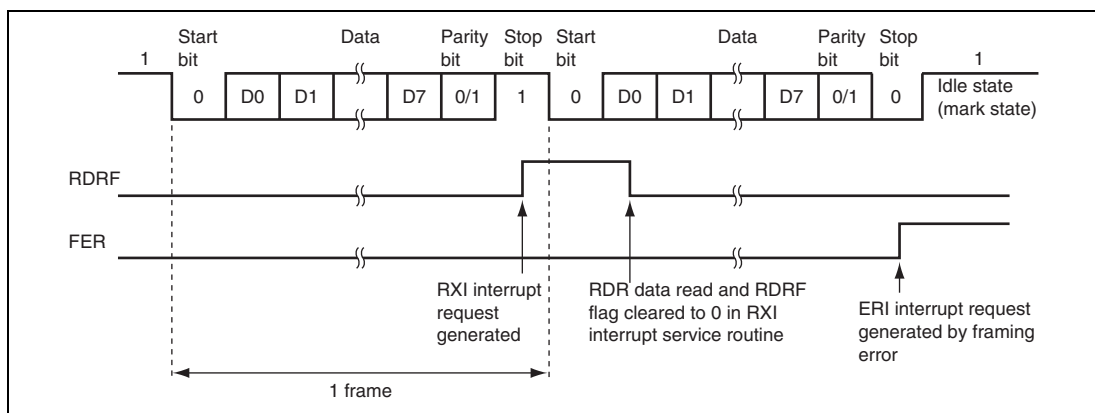 1
Start
bit
Data
Parity
bit
Stop
bit
Start
bit
Data
Parity
bit
Stop
bit
1
0 D0 D1 D7 0/1 1 0 D0 D1 D7 0/1 0
Idle state
(mark state)
RDRF
FER
RXI interrupt
request
generated
RDR data read and RDRF
flag cleared to 0 in RXI
interrupt service routine
ERI interrupt request
generated by framing
error
1 frame